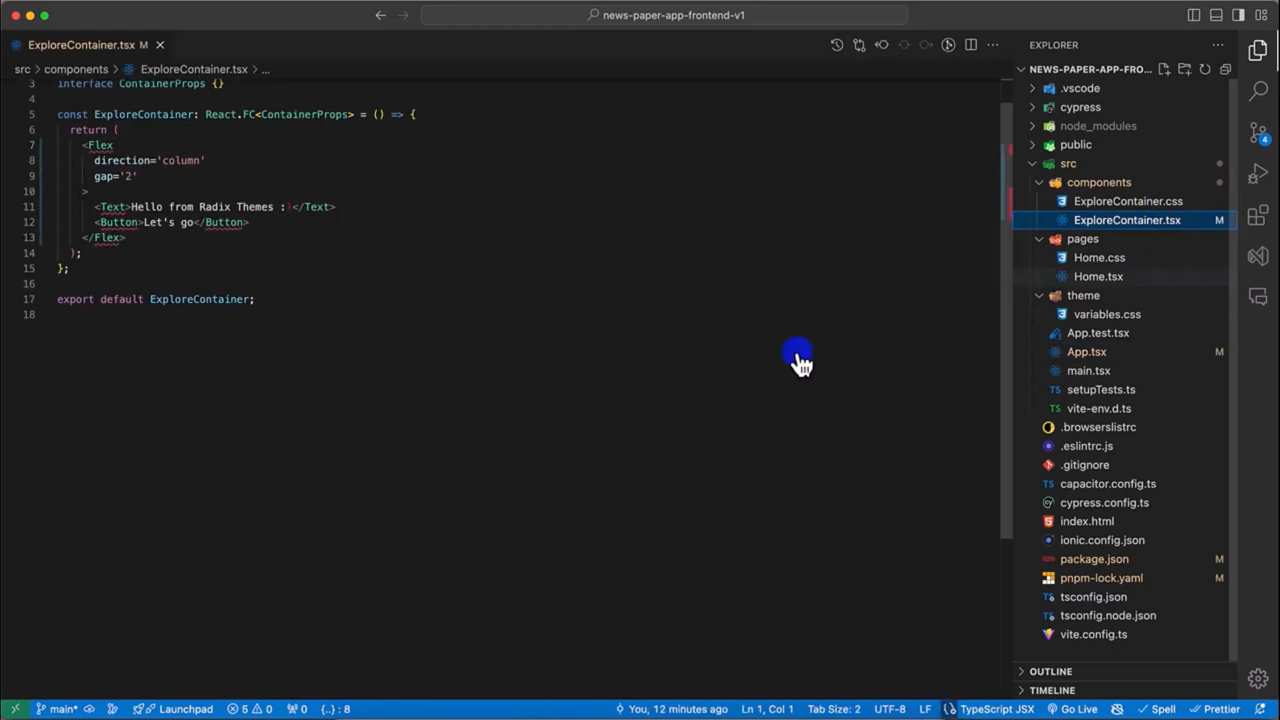 news-paper-app-frontend-v1
ExploreContainer.tsx M
src > components > ExploreContainer.tsx > ...
3 interface ContainerProps {}
4
5 const ExploreContainer: React.FC<ContainerProps> = () => {
6 return (
7 <Flex
8 direction='column'
9 gap='2'
10 >
11 <Text>Hello from Radix Themes :)</Text>
12 <Button>Let's go</Button>
13 </Flex>
14 );
15 };
16
17 export default ExploreContainer;
18
EXPLORER
NEWS-PAPER-APP-FRO...
.vscode
cypress
node_modules
public
src
components
ExploreContainer.css
ExploreContainer.tsx M
pages
Home.css
Home.tsx
theme
variables.css
App.test.tsx
App.tsx M
main.tsx
setupTests.ts
vite-env.d.ts
.browserslistrc
.eslintrc.js
.gitignore
capacitor.config.ts
cypress.config.ts
index.html
ionic.config.json
package.json M
pnpm-lock.yaml M
tsconfig.json
tsconfig.node.json
vite.config.ts
OUTLINE
TIMELINE
4
main* Launchpad 5 0 0 {..} : 8 You, 12 minutes ago Ln 1, Col 1 Tab Size: 2 UTF-8 LF TypeScript JSX Go Live Spell Prettier